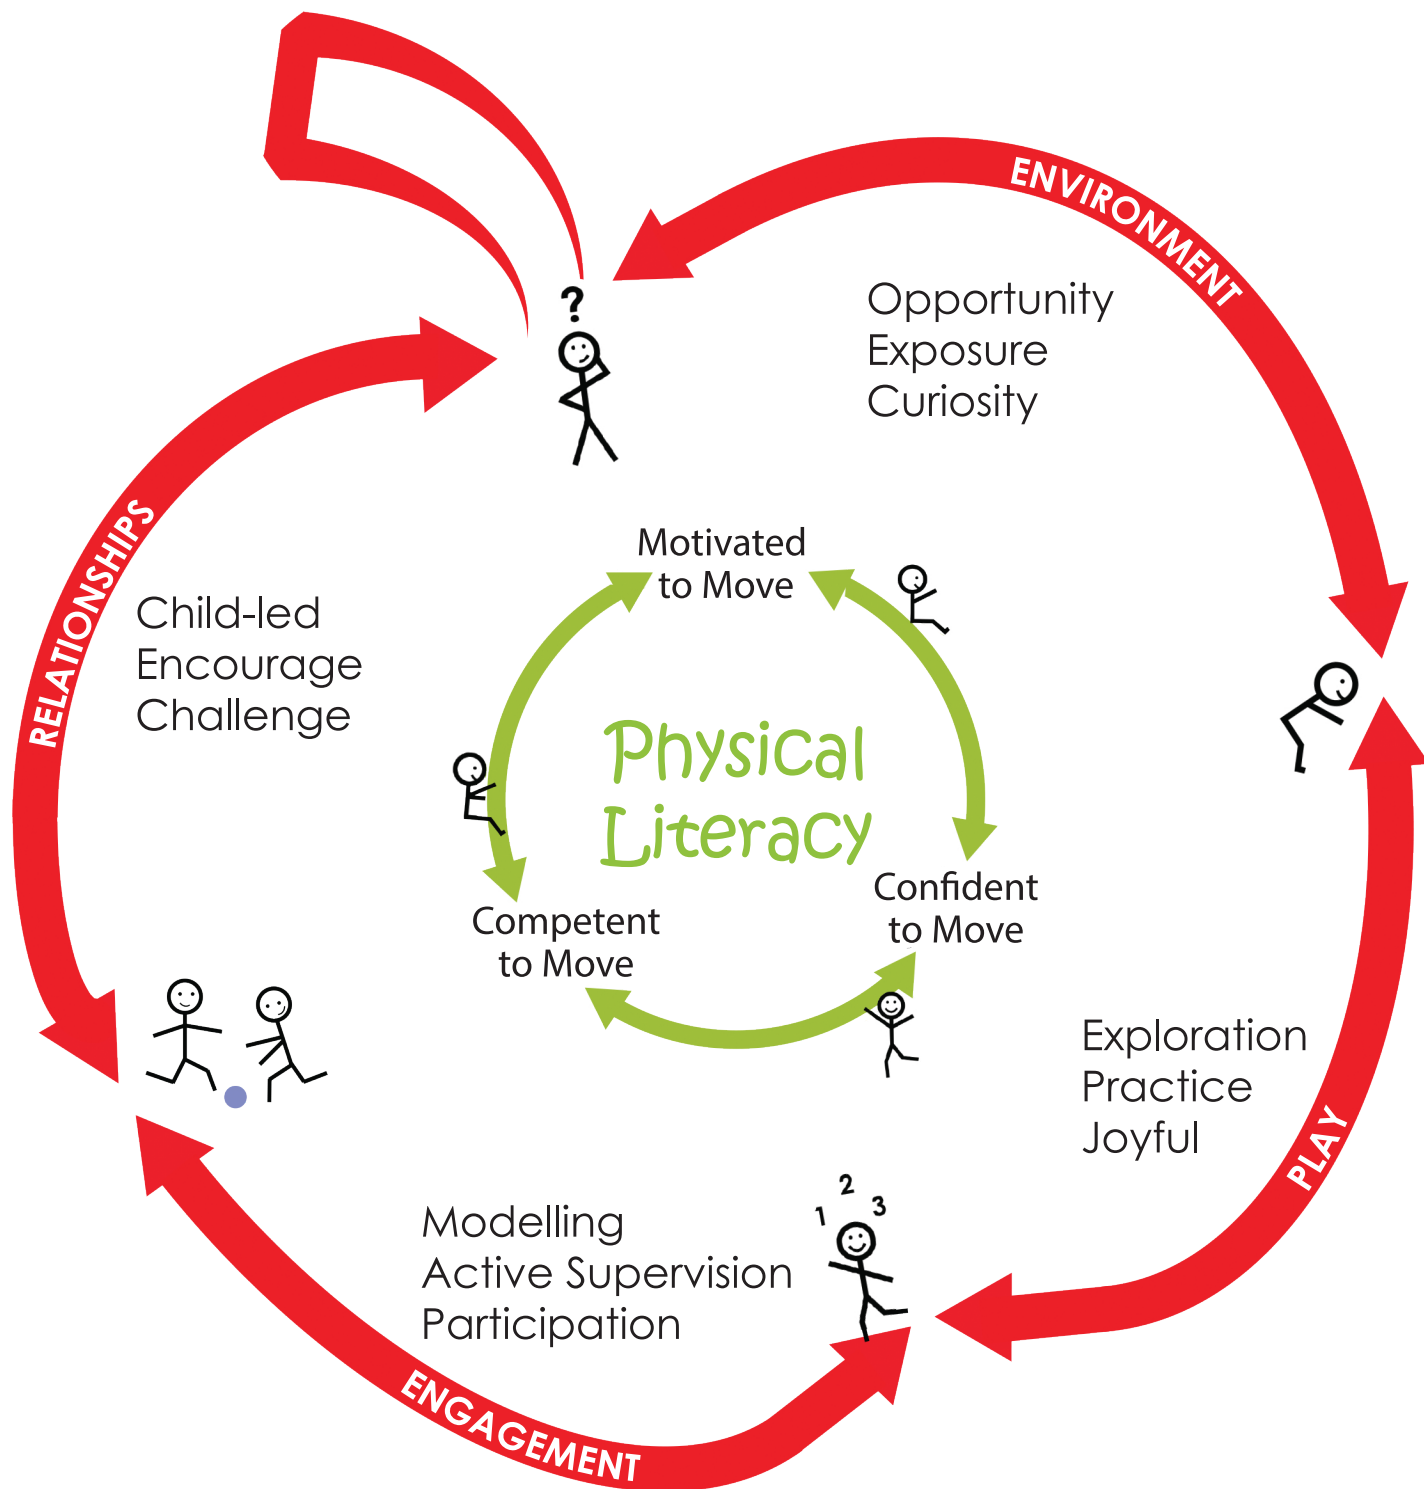 ENVIRONMENT
?
Opportunity
Exposure
Curiosity
RELATIONSHIPS
Child-led
Encourage
Challenge
Motivated
to Move
Physical
Literacy
Confident
to Move
Competent
to Move
Exploration
Practice
Joyful
PLAY
1 2 3
Modelling
Active Supervision
Participation
ENGAGEMENT